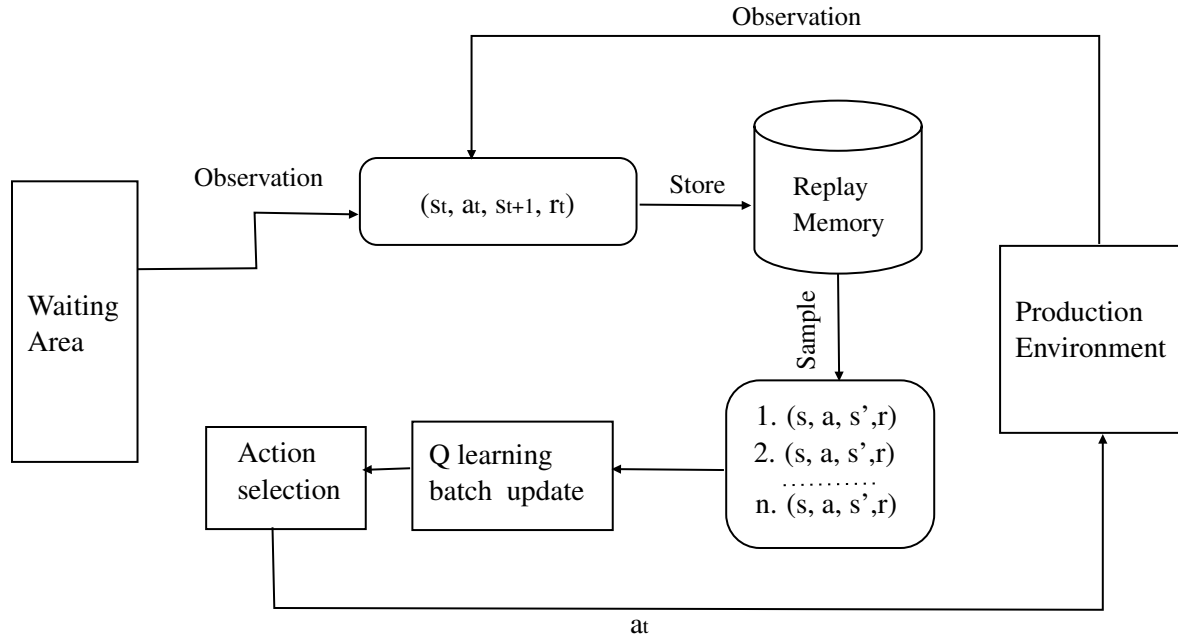 Observation
Observation
(st, at, st+1, rt)
Store
Replay
Memory
Waiting
Area
Sample
Production
Environment
1. (s, a, s’,r)
2. (s, a, s’,r)
...........
n. (s, a, s’,r)
Action
selection
Q learning
batch update
at